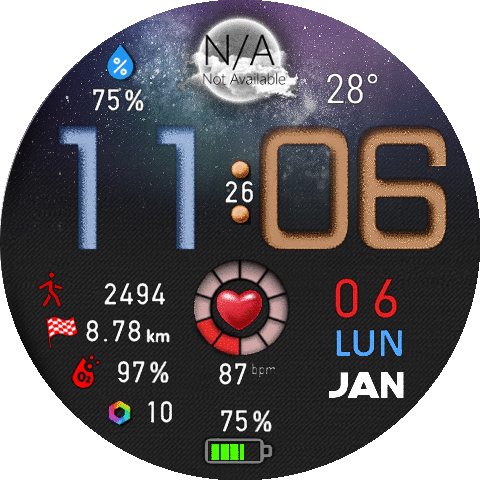 N/A
Not Available
%
75%
28°
11:06
26
2494
06
8.78 km
LUN
O₂ 97%
87 bpm
JAN
10
75%